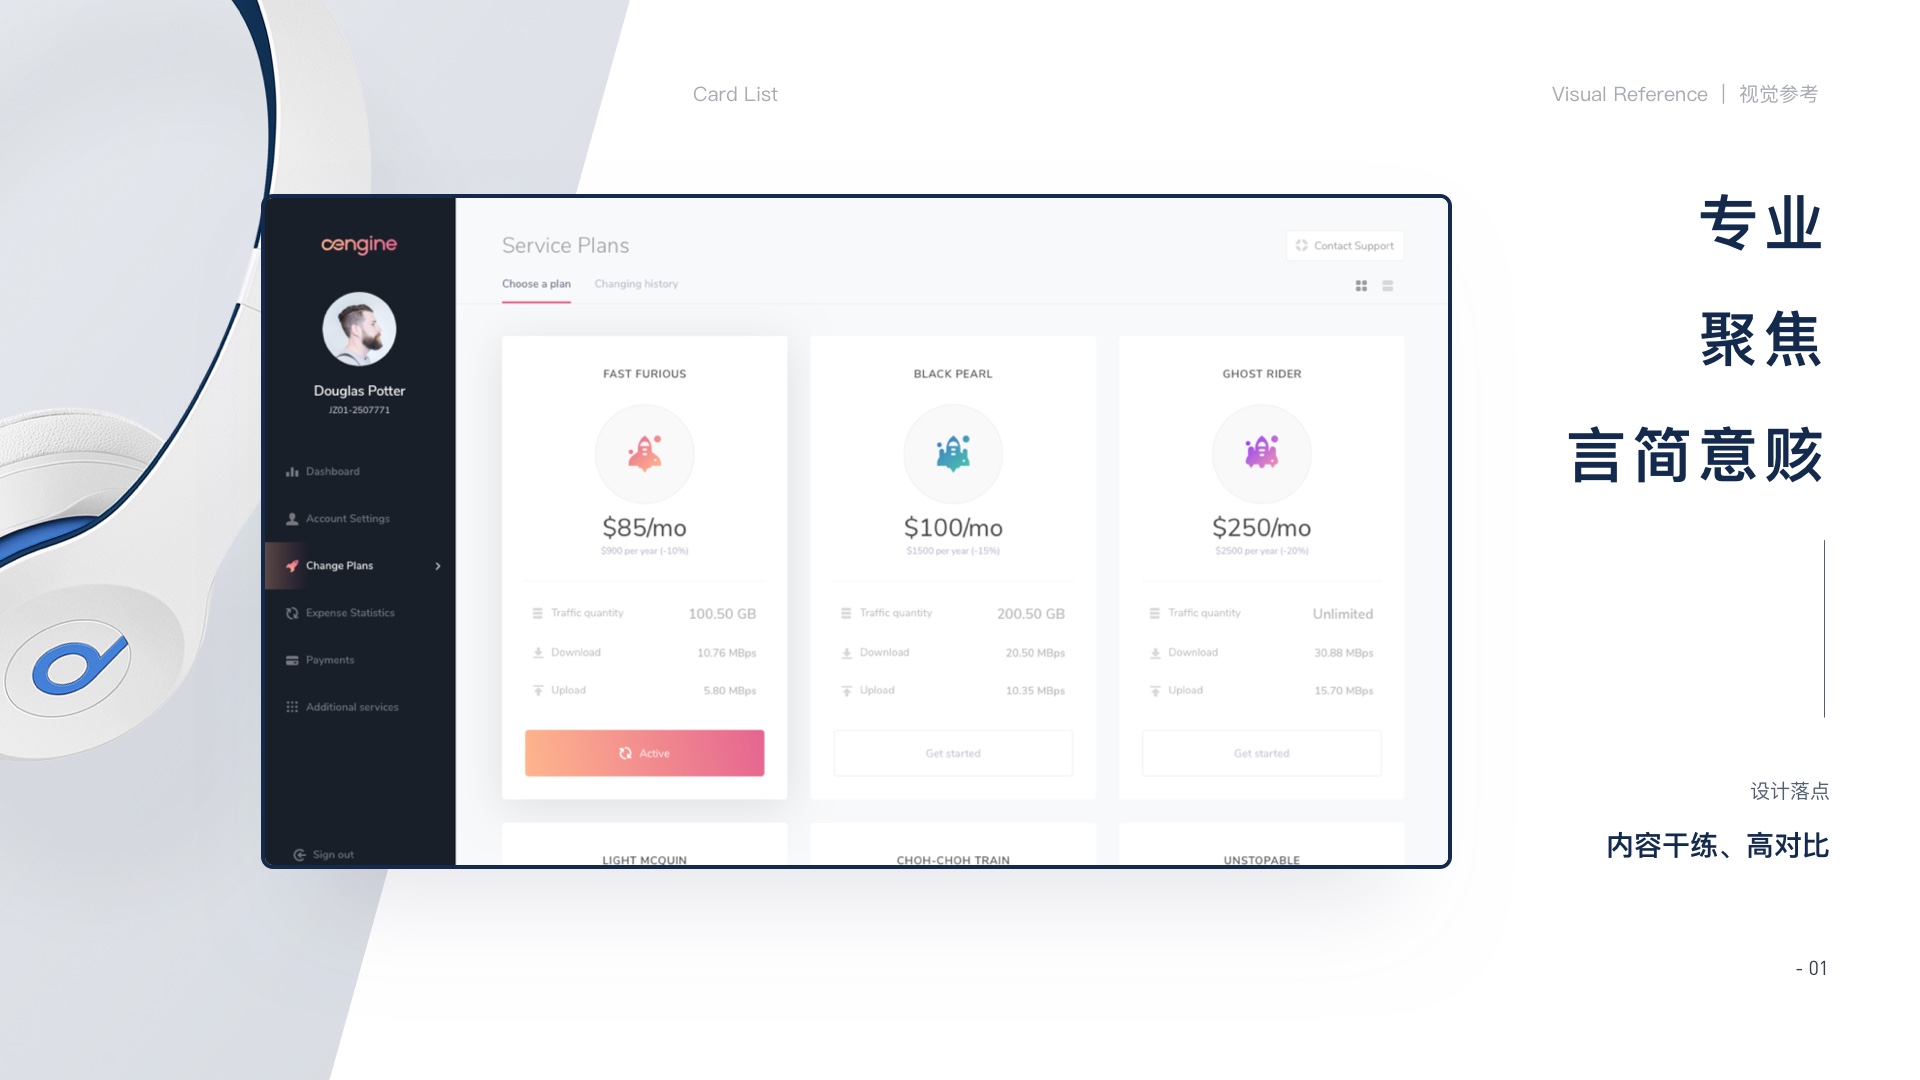 Card List
Visual Reference | 视觉参考
专业
聚焦
言简意赅
设计落点
内容干练、高对比
- 01
oengine
Douglas Potter
JZ01-2507771
Dashboard
Account Settings
Change Plans
Expense Statistics
Payments
Additional services
Sign out
Service Plans
Contact Support
Choose a plan
Changing history
FAST FURIOUS
$85/mo
$900 per year (-10%)
Traffic quantity 100.50 GB
Download 10.76 MBps
Upload 5.80 MBps
Active
BLACK PEARL
$100/mo
$1500 per year (-15%)
Traffic quantity 200.50 GB
Download 20.50 MBps
Upload 10.35 MBps
Get started
GHOST RIDER
$250/mo
$2500 per year (-20%)
Traffic quantity Unlimited
Download 30.88 MBps
Upload 15.70 MBps
Get started
LIGHT MCQUIN
CHOH-CHOH TRAIN
UNSTOPABLE